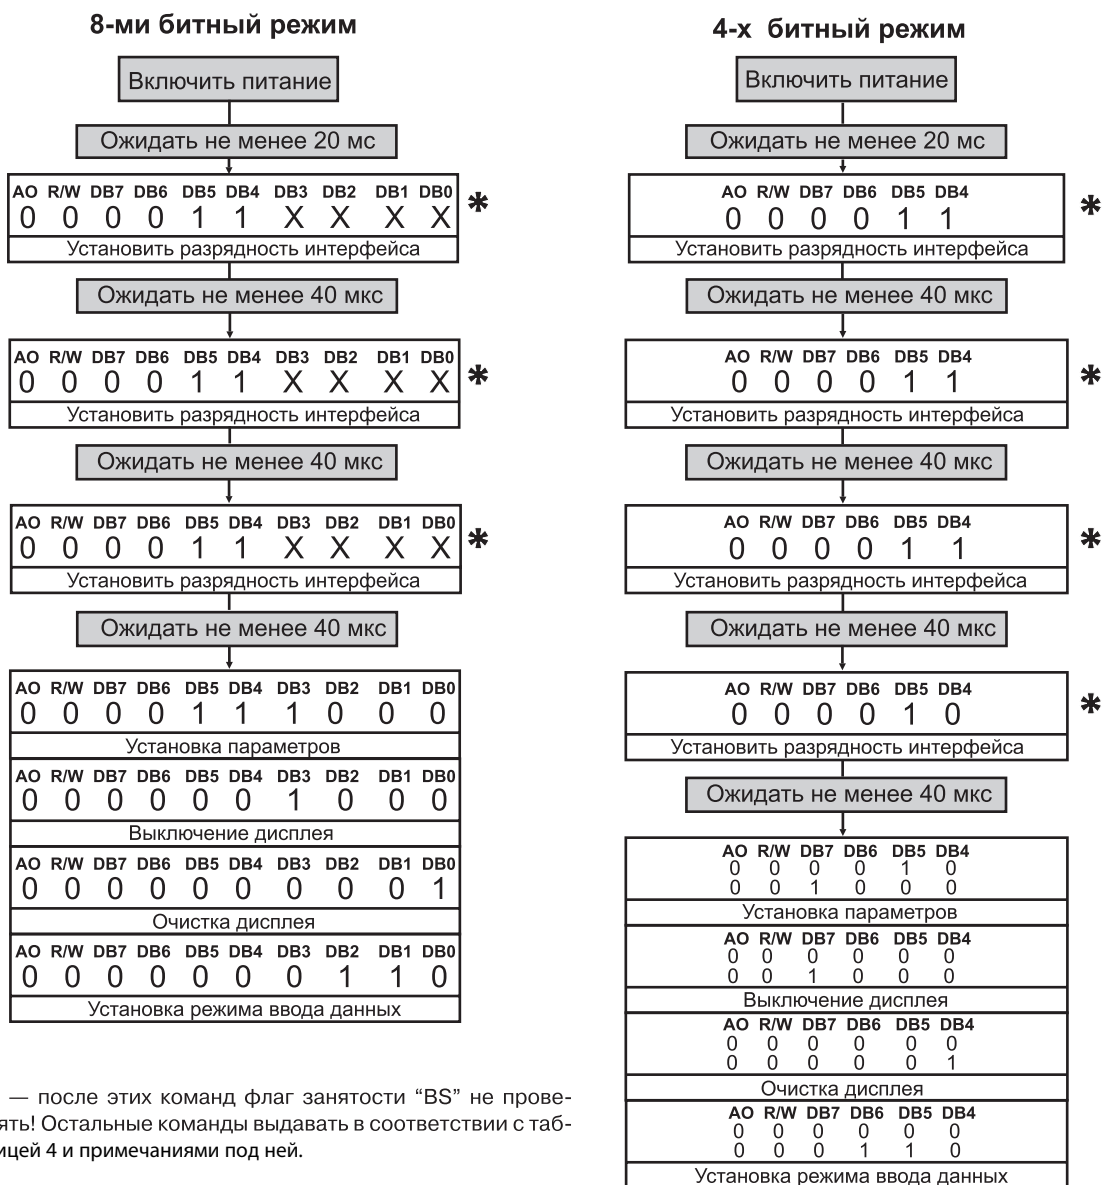 8-ми битный режим
Включить питание
Ожидать не менее 20 мс
AO R/W DB7 DB6 DB5 DB4 DB3 DB2 DB1 DB0
0 0 0 0 1 1 X X X X
*
Установить разрядность интерфейса
Ожидать не менее 40 мкс
AO R/W DB7 DB6 DB5 DB4 DB3 DB2 DB1 DB0
0 0 0 0 1 1 X X X X
*
Установить разрядность интерфейса
Ожидать не менее 40 мкс
AO R/W DB7 DB6 DB5 DB4 DB3 DB2 DB1 DB0
0 0 0 0 1 1 X X X X
*
Установить разрядность интерфейса
Ожидать не менее 40 мкс
AO R/W DB7 DB6 DB5 DB4 DB3 DB2 DB1 DB0
0 0 0 0 1 1 1 0 0 0
Установка параметров
AO R/W DB7 DB6 DB5 DB4 DB3 DB2 DB1 DB0
0 0 0 0 0 0 1 0 0 0
Выключение дисплея
AO R/W DB7 DB6 DB5 DB4 DB3 DB2 DB1 DB0
0 0 0 0 0 0 0 0 0 1
Очистка дисплея
AO R/W DB7 DB6 DB5 DB4 DB3 DB2 DB1 DB0
0 0 0 0 0 0 0 1 1 0
Установка режима ввода данных
— после этих команд флаг занятости “BS” не прове-
ять! Остальные команды выдавать в соответствии с таб-
ицей 4 и примечаниями под ней.
4-х битный режим
Включить питание
Ожидать не менее 20 мс
AO R/W DB7 DB6 DB5 DB4
0 0 0 0 1 1
*
Установить разрядность интерфейса
Ожидать не менее 40 мкс
AO R/W DB7 DB6 DB5 DB4
0 0 0 0 1 1
*
Установить разрядность интерфейса
Ожидать не менее 40 мкс
AO R/W DB7 DB6 DB5 DB4
0 0 0 0 1 1
*
Установить разрядность интерфейса
Ожидать не менее 40 мкс
AO R/W DB7 DB6 DB5 DB4
0 0 0 0 1 0
*
Установить разрядность интерфейса
Ожидать не менее 40 мкс
AO R/W DB7 DB6 DB5 DB4
0 0 0 0 1 0
0 0 1 0 0 0
Установка параметров
AO R/W DB7 DB6 DB5 DB4
0 0 0 0 0 0
0 0 1 0 0 0
Выключение дисплея
AO R/W DB7 DB6 DB5 DB4
0 0 0 0 0 0
0 0 0 0 0 1
Очистка дисплея
AO R/W DB7 DB6 DB5 DB4
0 0 0 0 0 0
0 0 0 1 1 0
Установка режима ввода данных